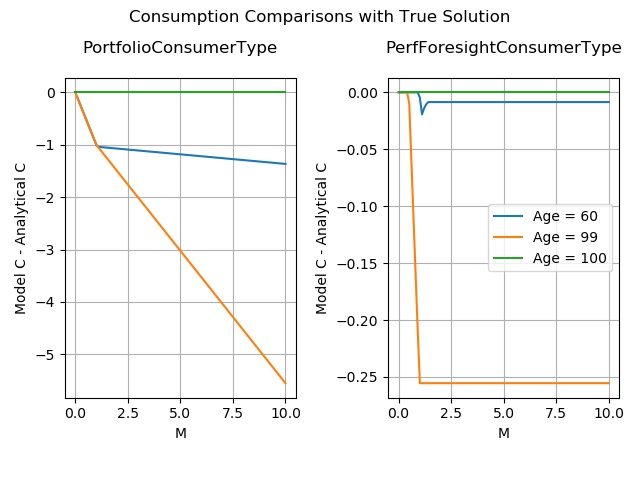 Consumption Comparisons with True Solution
PortfolioConsumerType
0
−1
−2
−3
−4
−5
Model C - Analytical C
0.0
2.5
5.0
7.5
10.0
M
PerfForesightConsumerType
0.00
−0.05
−0.10
−0.15
−0.20
−0.25
Model C - Analytical C
Age = 60
Age = 99
Age = 100
0.0
2.5
5.0
7.5
10.0
M